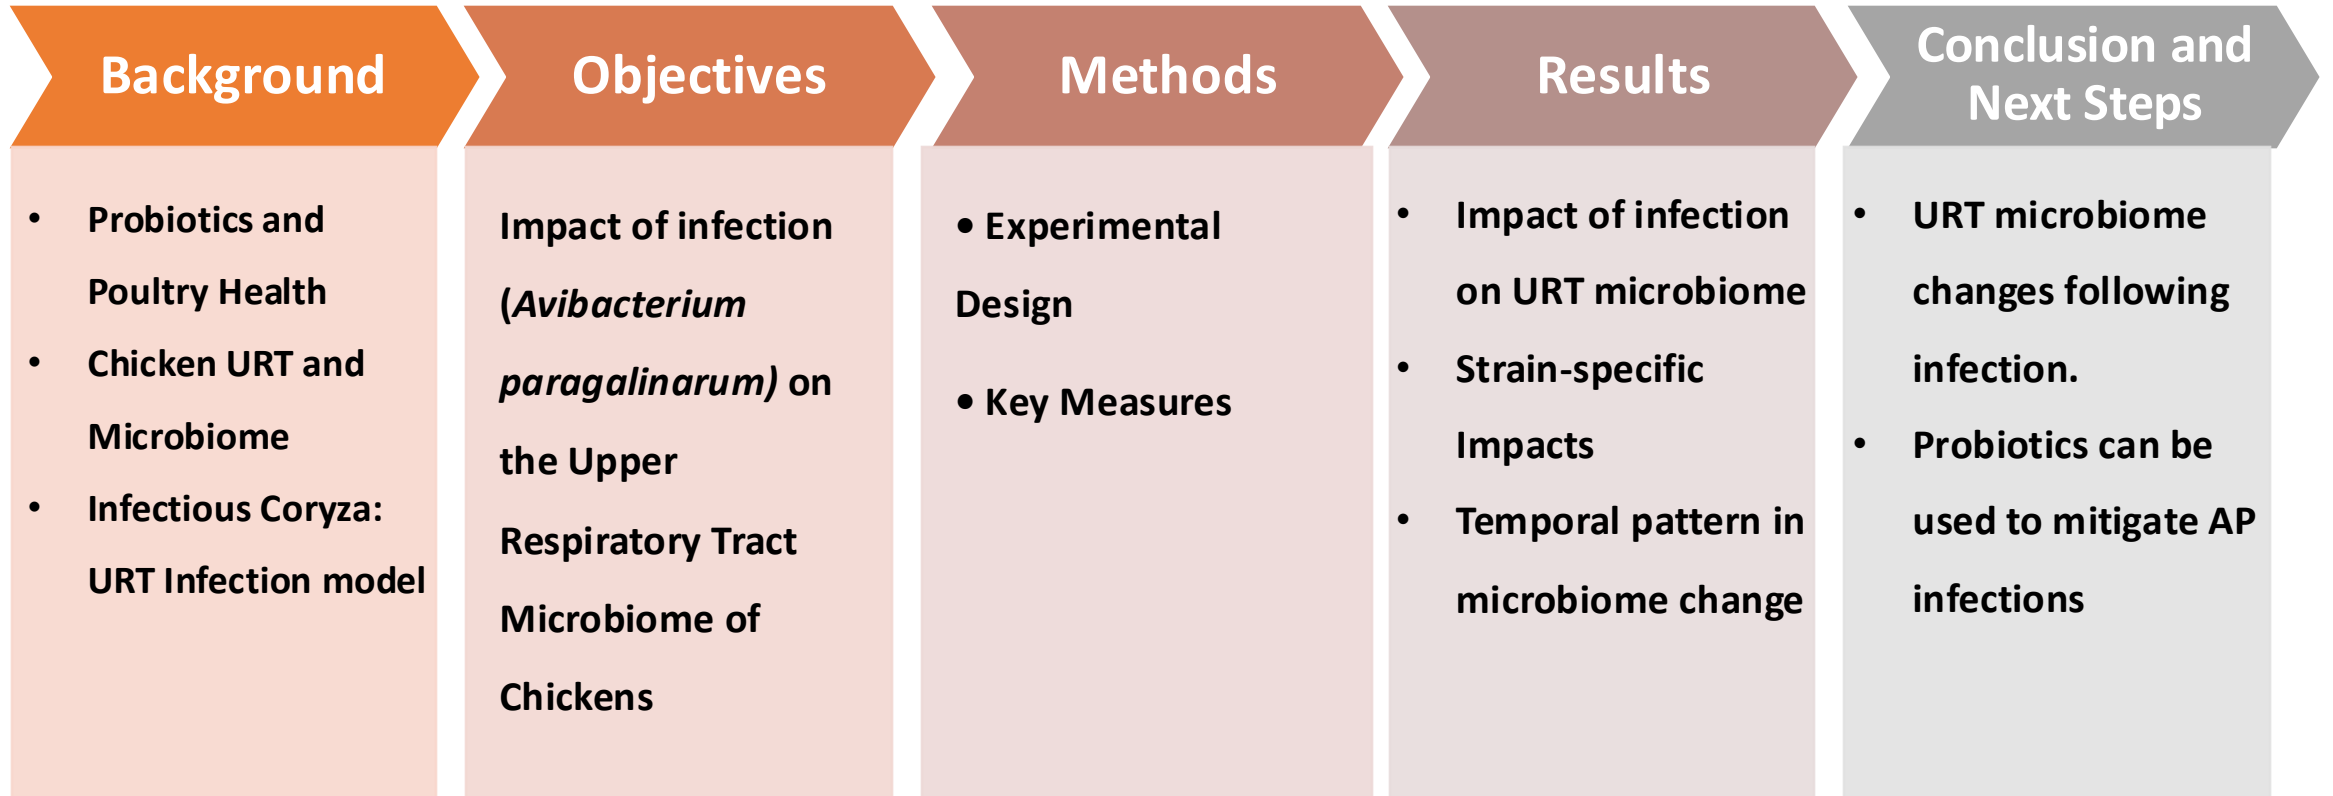 Background
• Probiotics and
Poultry Health
• Chicken URT and
Microbiome
• Infectious Coryza:
URT Infection model
Objectives
Impact of infection
(Avibacterium
paragalinarum) on
the Upper
Respiratory Tract
Microbiome of
Chickens
Methods
• Experimental
Design
• Key Measures
Results
• Impact of infection
on URT microbiome
• Strain-specific
Impacts
• Temporal pattern in
microbiome change
Conclusion and
Next Steps
• URT microbiome
changes following
infection.
• Probiotics can be
used to mitigate AP
infections